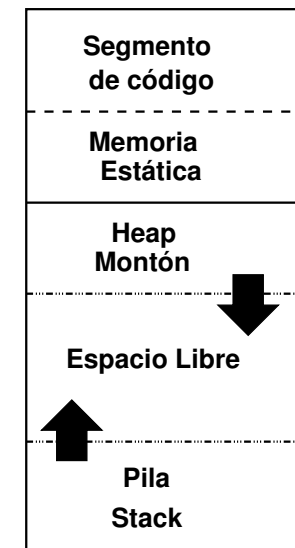 Segmento
de código
Memoria
Estática
Heap
Montón
Espacio Libre
Pila
Stack